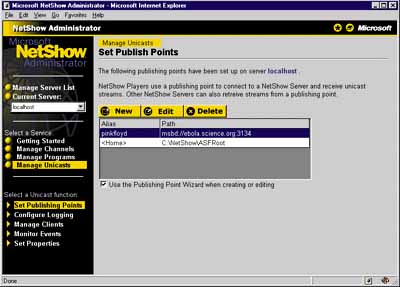 Microsoft NetShow Administrator - Microsoft Internet Explorer
File Edit View Go Favorites Help
NetShow Administrator
Microsoft
Microsoft
NetShow
Administrator
Manage Server List
Current Server:
localhost
Select a Service
Getting Started
Manage Channels
Manage Programs
Manage Unicasts
Select a Unicast function
Set Publishing Points
Configure Logging
Manage Clients
Monitor Events
Set Properties
Manage Unicasts
Set Publish Points
The following publishing points have been set up on server localhost .
NetShow Players use a publishing point to connect to a NetShow Server and receive unicast
streams. Other NetShow Servers can also retreive streams from a publishing point.
New Edit Delete
Alias Path
pinkfloyd msbd://ebola.science.org:3134
<Home> C:\NetShow\ASFRoot
Use the Publishing Point Wizard when creating or editing
Done